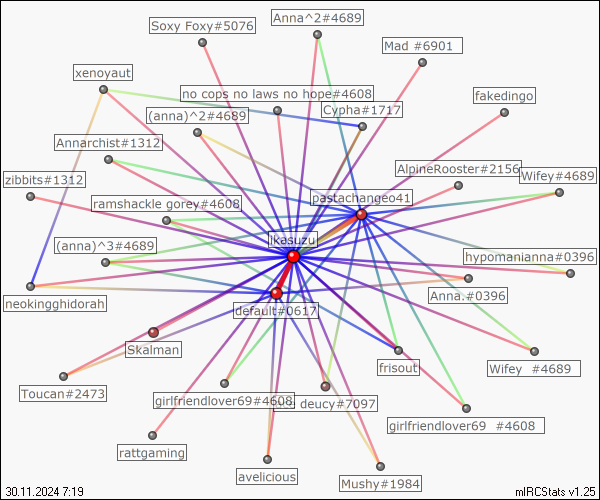 Soxy Foxy#5076
Anna^2#4689
Mad #6901
xenoyaut
no cops no laws no hope#4608
fakedingo
(anna)^2#4689
Cypha#1717
Annarchist#1312
AlpineRooster#2156
zibbits#1312
Wifey#4689
pastachangeo41
ramshackle gorey#4608
ikasuzu
(anna)^3#4689
hypomanianna#0396
neokingghidorah
Anna.#0396
default#0617
Skalman
frisout
Wifey #4689
Toucan#2473
girlfriendlover69#4608
deucy#7097
girlfriendlover69 #4608
rattgaming
avelicious
Mushy#1984
30.11.2024 7:19
mIRCStats v1.25